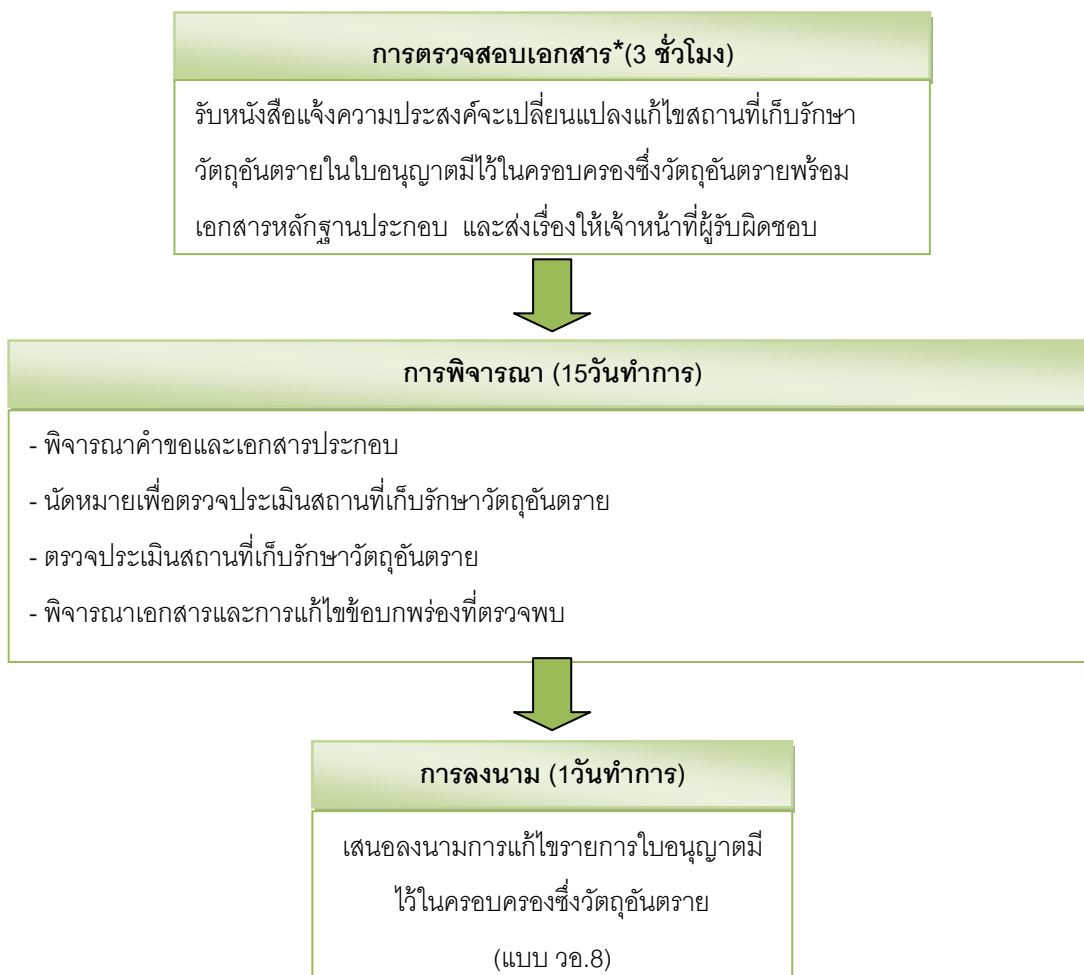 การตรวจสอบเอกสาร*(3 ชั่วโมง)
รับหนังสือแจ้งความประสงค์จะเปลี่ยนแปลงแก้ไขสถานที่เก็บรักษา
วัตถุอันตรายในใบอนุญาตมีไว้ในครอบครองซึ่งวัตถุอันตรายพร้อม
เอกสารหลักฐานประกอบ และส่งเรื่องให้เจ้าหน้าที่ผู้รับผิดชอบ
การพิจารณา (15วันทำการ)
- พิจารณาคำขอและเอกสารประกอบ
- นัดหมายเพื่อตรวจประเมินสถานที่เก็บรักษาวัตถุอันตราย
- ตรวจประเมินสถานที่เก็บรักษาวัตถุอันตราย
- พิจารณาเอกสารและการแก้ไขข้อบกพร่องที่ตรวจพบ
การลงนาม (1วันทำการ)
เสนอลงนามการแก้ไขรายการใบอนุญาตมี
ไว้ในครอบครองซึ่งวัตถุอันตราย
(แบบ วอ.8)